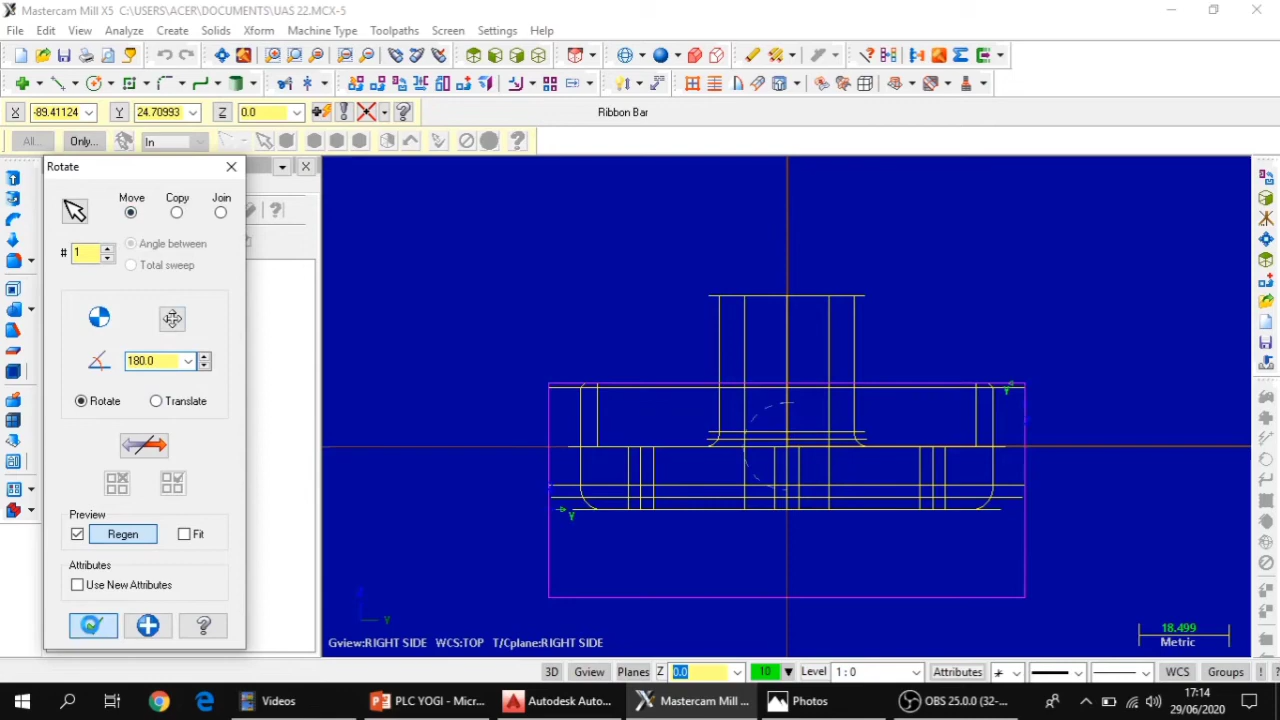 Mastercam Mill X5 C:\USERS\ACER\DOCUMENTS\UAS 22.MCX-5
File Edit View Analyze Create Solids Xform Machine Type Toolpaths Screen Settings Help
X -89.41124 Y 24.70993 Z 0.0 Ribbon Bar
All... Only... In
Rotate
Move Copy Join
# 1 Angle between
Total sweep
180.0
Rotate Translate
Preview
Regen Fit
Attributes
Use New Attributes
Y
Y
Y
Gview:RIGHT SIDE WCS:TOP T/Cplane:RIGHT SIDE
18.499
Metric
3D Gview Planes Z 0.0 10 Level 1 : 0 Attributes WCS Groups ! ?
Videos PLC YOGI - Micr... Autodesk Auto... Mastercam Mill ... Photos OBS 25.0.0 (32-... 17:14
29/06/2020